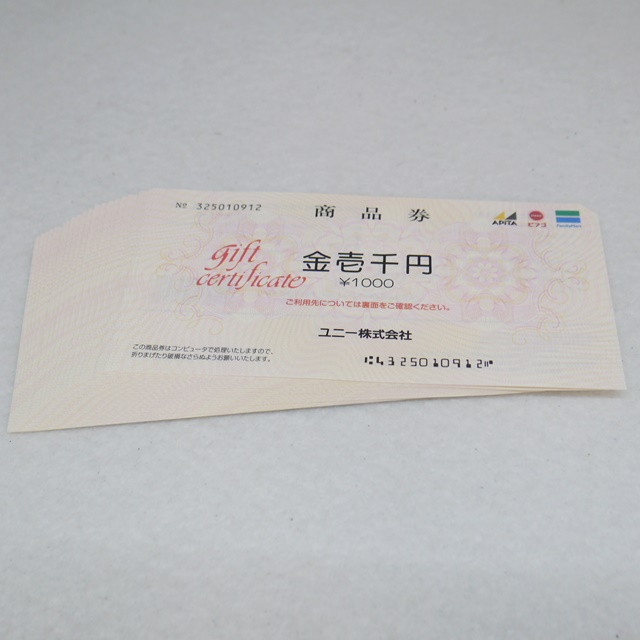 № 325010912
商品券
APITA
ピアゴ
FamilyMart
gift
certificate
金壱千円
¥1000
ご利用先については裏面をご確認ください。
ユニー株式会社
この商品券はコンピュータで処理いたしますので、
折りまげたり破損なさらぬようお願いいたします。
4325010912